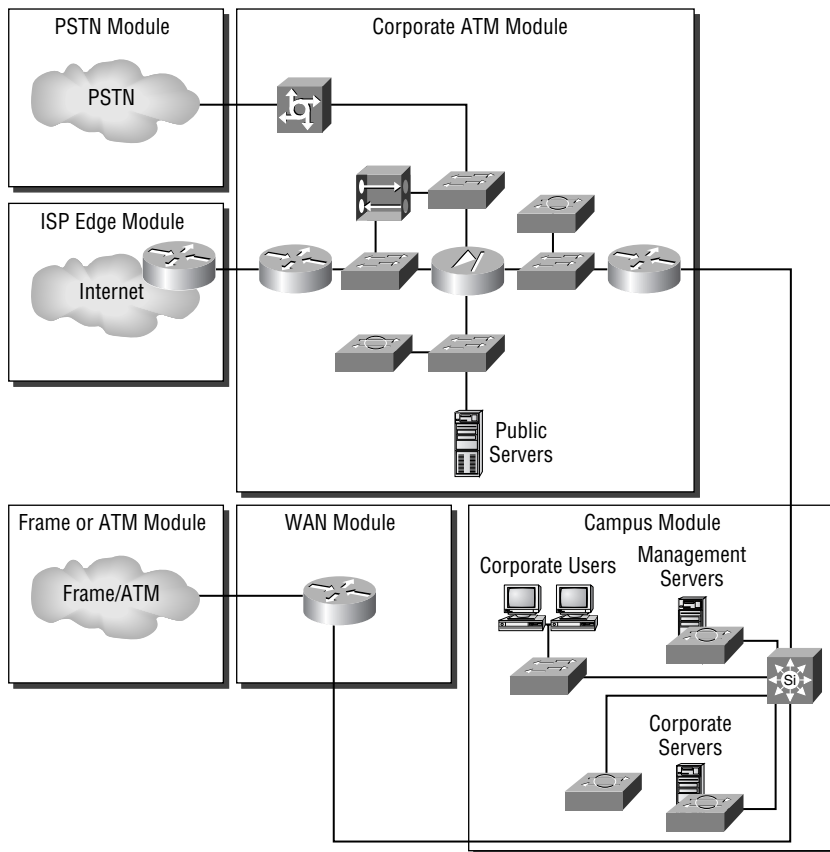 PSTN Module
PSTN
Corporate ATM Module
ISP Edge Module
Internet
Public
Servers
Frame or ATM Module
Frame/ATM
WAN Module
Campus Module
Corporate Users
Management
Servers
Si
Corporate
Servers